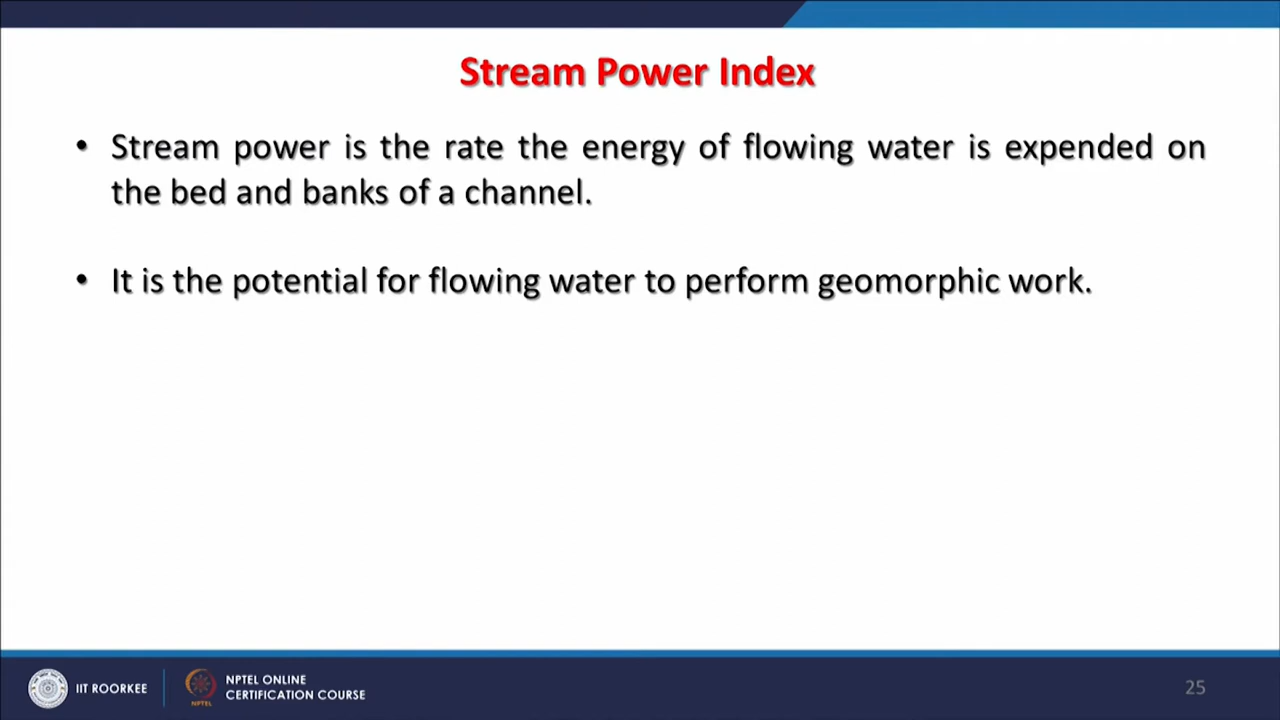 Stream Power Index
• Stream power is the rate the energy of flowing water is expended on
the bed and banks of a channel.
• It is the potential for flowing water to perform geomorphic work.
IIT ROORKEE
NPTEL
NPTEL ONLINE
CERTIFICATION COURSE
25